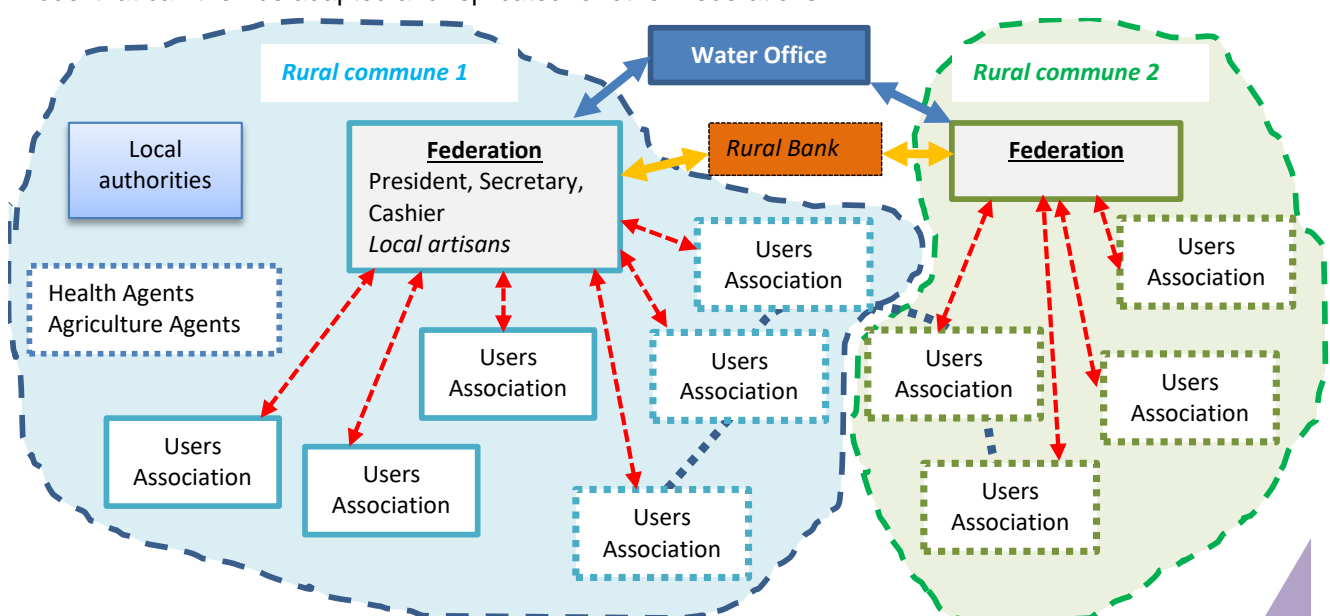 Water Office
Rural commune 1
Rural commune 2
Local
authorities
Federation
President, Secretary,
Cashier
Local artisans
Rural Bank
Federation
Users
Association
Users
Association
Health Agents
Agriculture Agents
Users
Association
Users
Association
Users
Association
Users
Association
Users
Association
Users
Association
Users
Association
Users
Association